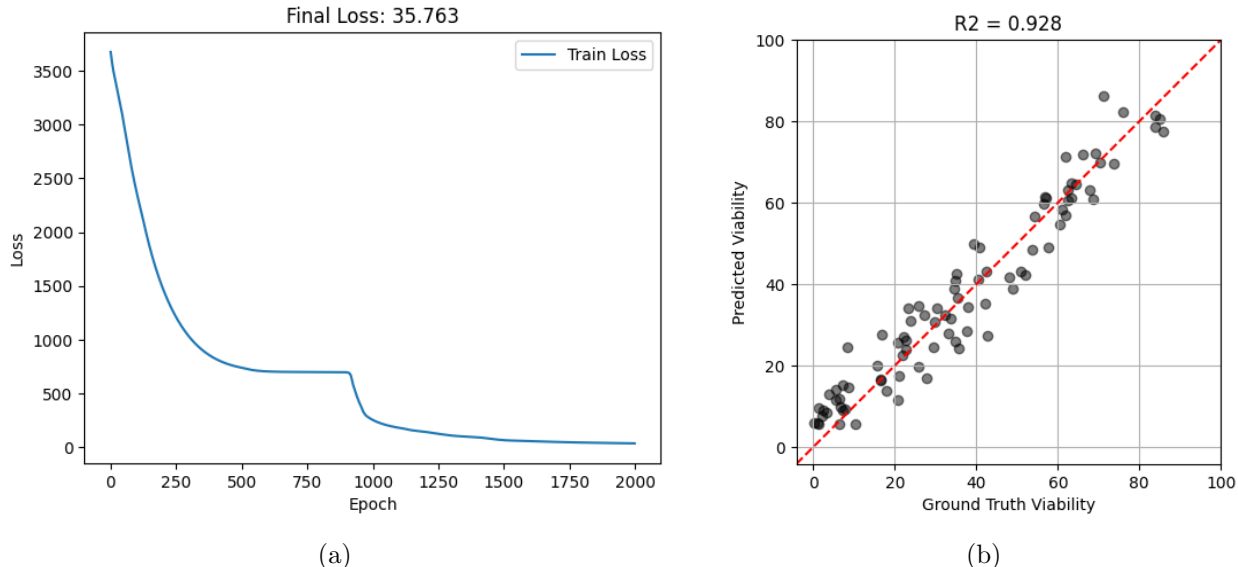 Final Loss: 35.763
Train Loss
3500
3000
2500
2000
1500
1000
500
0
Loss
0 250 500 750 1000 1250 1500 1750 2000
Epoch
(a)
R2 = 0.928
100
80
60
40
20
0
Predicted Viability
0 20 40 60 80 100
Ground Truth Viability
(b)